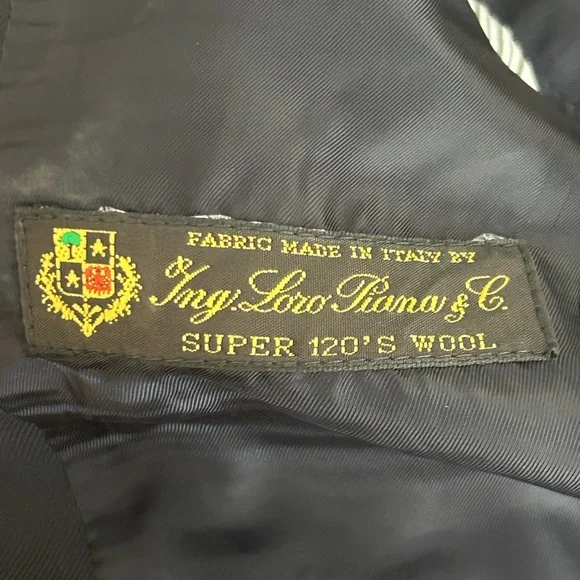 FABRIC MADE IN ITALY BY
Ing. Loro Piana & C.
SUPER 120'S WOOL